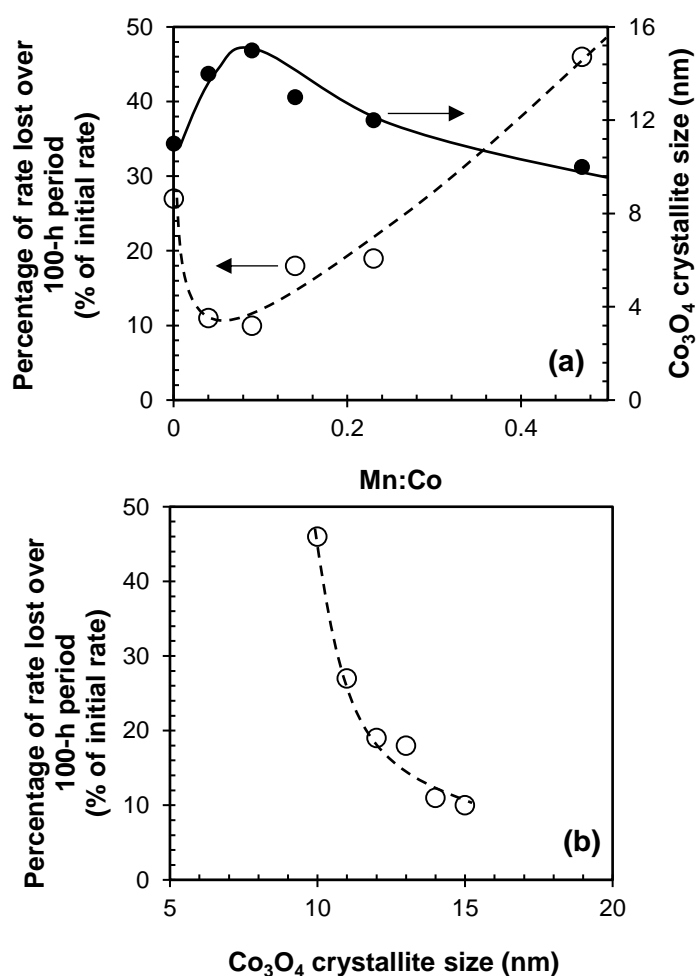 50
40
30
20
10
0
Percentage of rate lost over
100-h period
(% of initial rate)
16
12
8
4
0
Co₃O₄ crystallite size (nm)
(a)
0
0.2
0.4
Mn:Co
50
40
30
20
10
0
Percentage of rate lost over
100-h period
(% of initial rate)
(b)
5
10
15
20
Co₃O₄ crystallite size (nm)